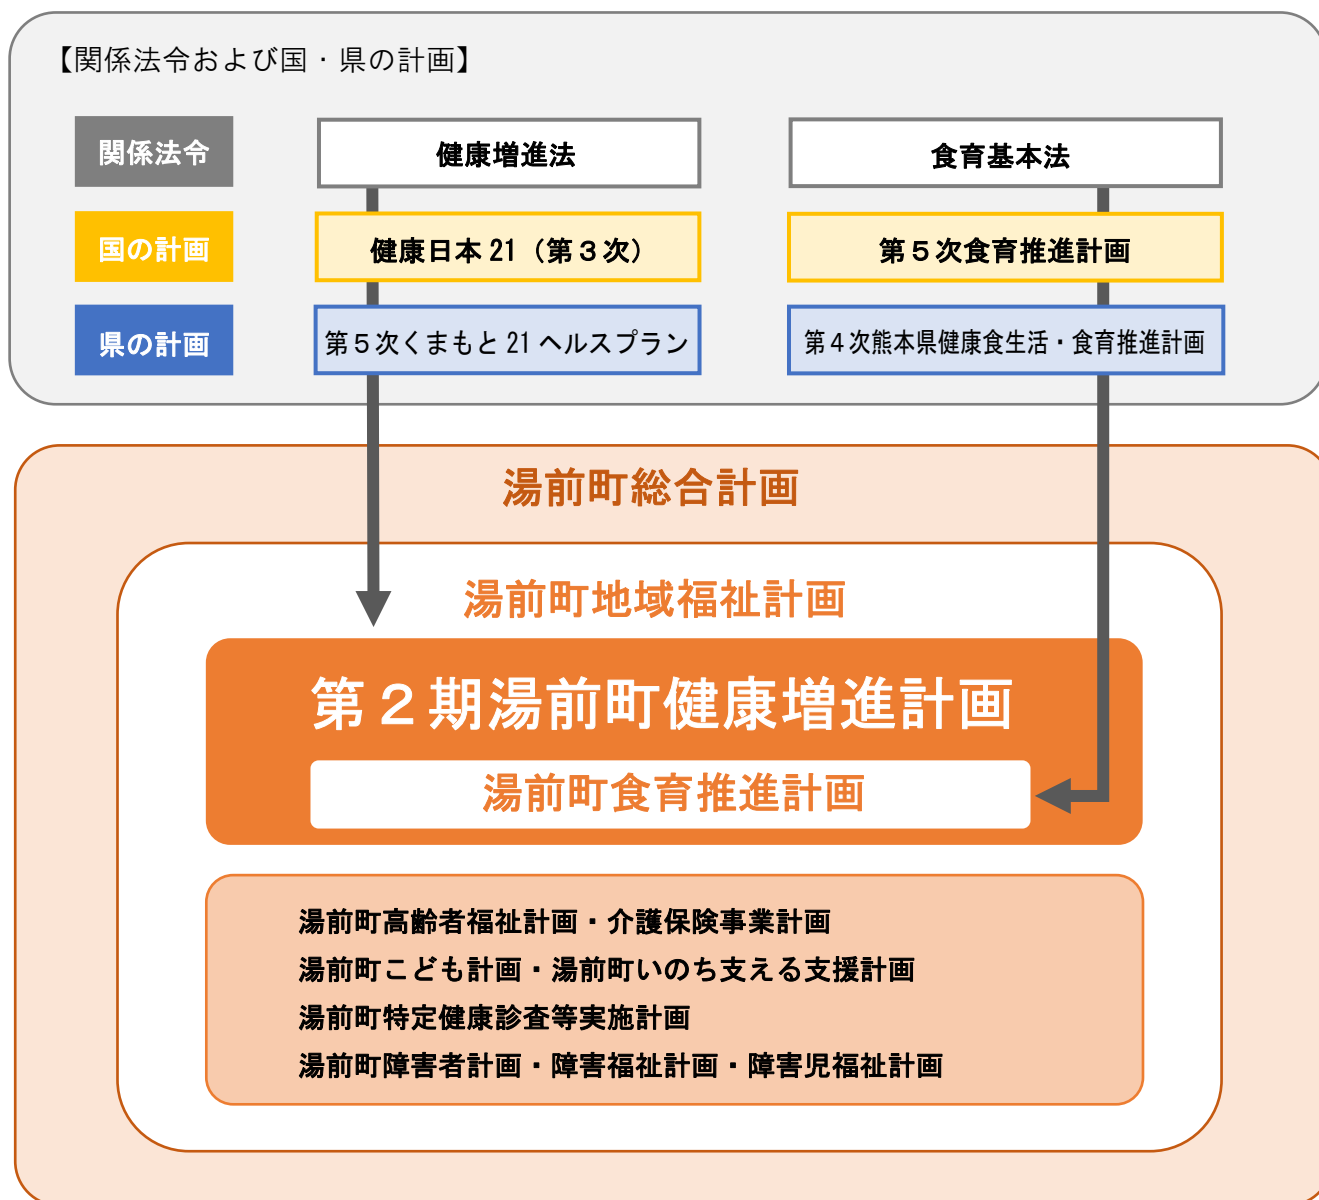 【関係法令および国・県の計画】
関係法令 健康増進法 食育基本法
国の計画 健康日本 21（第３次） 第５次食育推進計画
県の計画 第５次くまもと 21 ヘルスプラン 第４次熊本県健康食生活・食育推進計画
湯前町総合計画
湯前町地域福祉計画
第２期湯前町健康増進計画
湯前町食育推進計画
湯前町高齢者福祉計画・介護保険事業計画
湯前町こども計画・湯前町いのち支える支援計画
湯前町特定健康診査等実施計画
湯前町障害者計画・障害福祉計画・障害児福祉計画